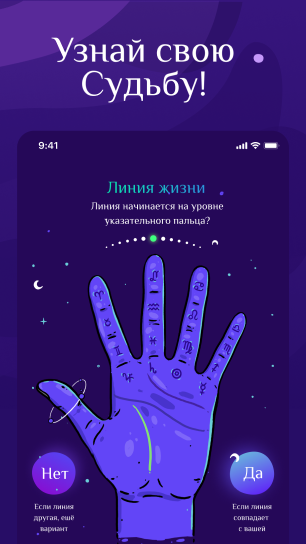 Узнай свою
Судьбу!
9:41
Линия жизни
Линия начинается на уровне
указательного пальца?
Нет
Да
Если линия
другая, ещё
вариант
Если линия
совпадает
с вашей